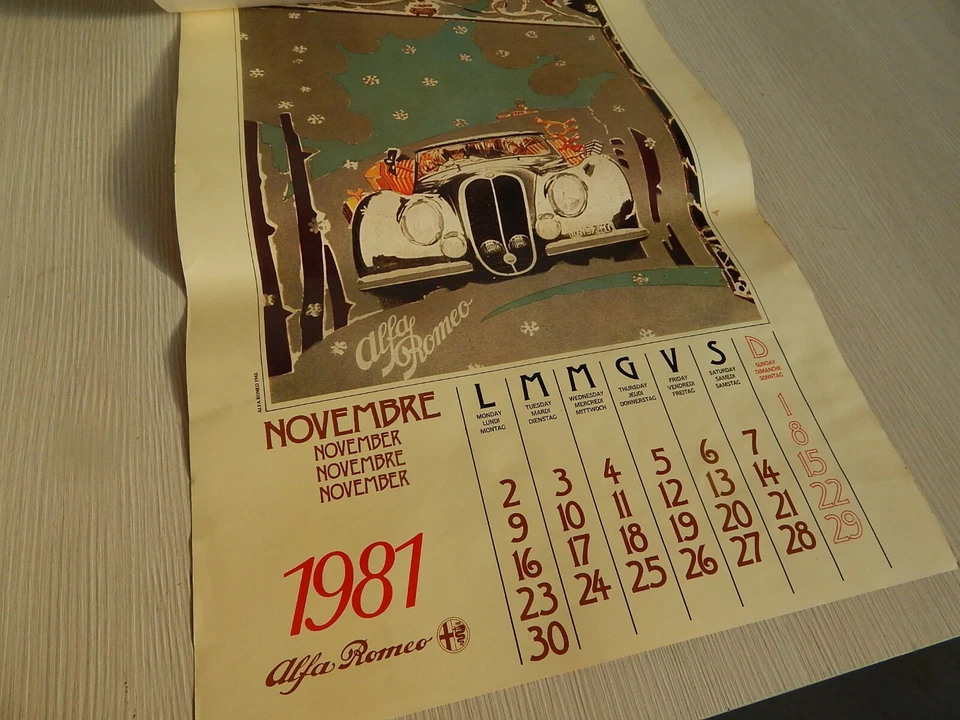 Alfa
Romeo
ALFA ROMEO 1942
NOVEMBRE
NOVEMBER
NOVEMBRE
NOVEMBER
1981
Alfa Romeo
L M M G V S D
MONDAY TUESDAY WEDNESDAY THURSDAY FRIDAY SATURDAY SUNDAY
LUNDI MARDI MERCREDI JEUDI VENDREDI SAMEDI DIMANCHE
MONTAG DIENSTAG MITTWOCH DONNERSTAG FREITAG SAMSTAG SONNTAG
1
2 3 4 5 6 7 8
9 10 11 12 13 14 15
16 17 18 19 20 21 22
23 24 25 26 27 28 29
30